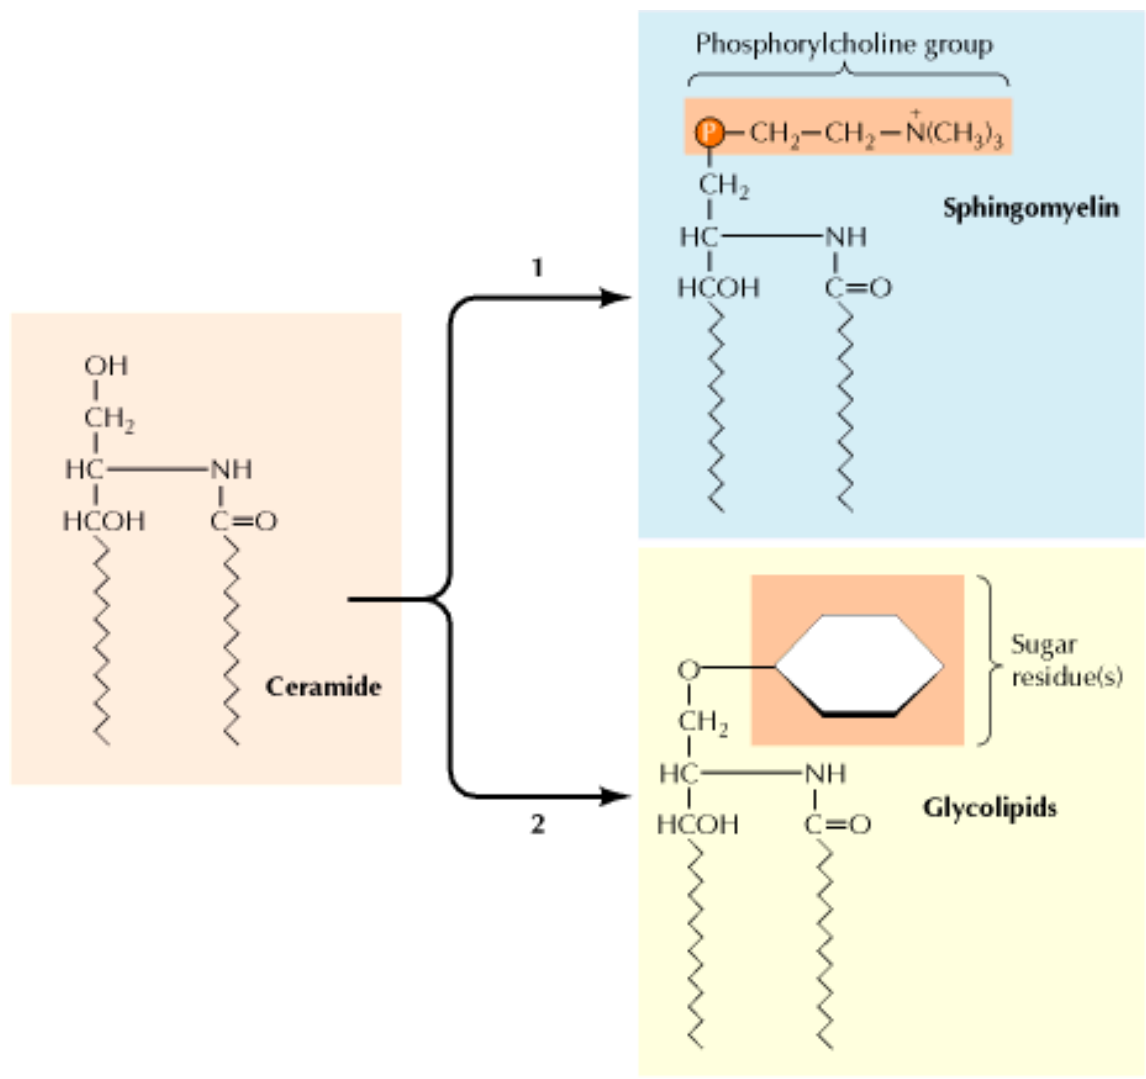 Phosphorylcholine group
P—CH₂—CH₂—N⁺(CH₃)₃
CH₂
Sphingomyelin
HC—NH
HCOH C=O
1
OH
CH₂
HC—NH
HCOH C=O
Ceramide
Sugar
residue(s)
O
CH₂
HC—NH
Glycolipids
HCOH C=O
2